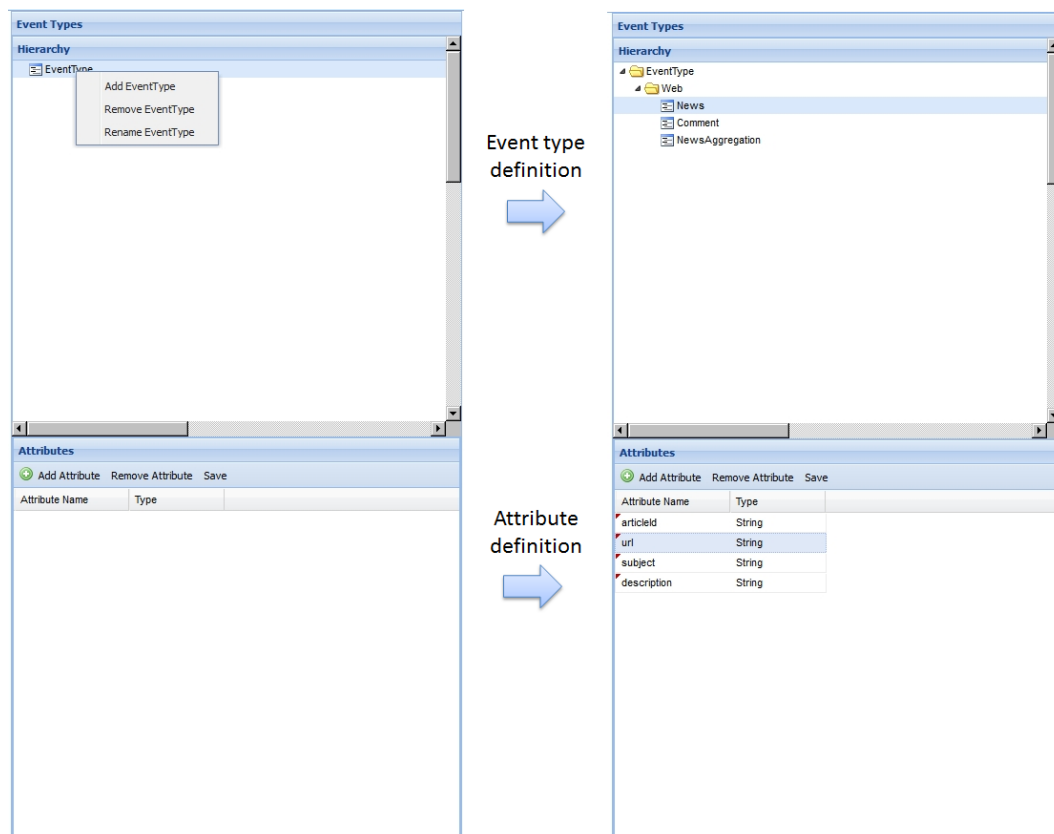 Event Types
Hierarchy
EventType
Add EventType
Remove EventType
Rename EventType
Attributes
Add Attribute Remove Attribute Save
Attribute Name Type
Event type
definition
Attribute
definition
Event Types
Hierarchy
EventType
Web
News
Comment
NewsAggregation
Attributes
Add Attribute Remove Attribute Save
Attribute Name Type
articleId String
url String
subject String
description String